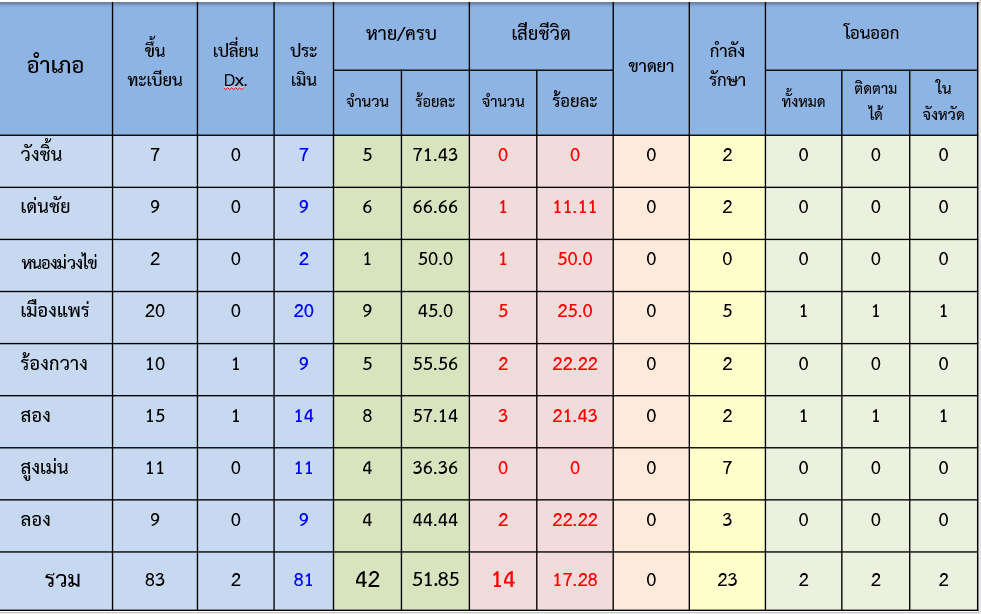 อำเภอ ขึ้นทะเบียน เปลี่ยน Dx. ประเมิน หาย/ครบ เสียชีวิต ขาดยา กำลังรักษา โอนออก
จำนวน ร้อยละ จำนวน ร้อยละ ทั้งหมด ติดตามได้ ในจังหวัด
วังชิ้น 7 0 7 5 71.43 0 0 0 2 0 0 0
เด่นชัย 9 0 9 6 66.66 1 11.11 0 2 0 0 0
หนองม่วงไข่ 2 0 2 1 50.0 1 50.0 0 0 0 0 0
เมืองแพร่ 20 0 20 9 45.0 5 25.0 0 5 1 1 1
ร้องกวาง 10 1 9 5 55.56 2 22.22 0 2 0 0 0
สอง 15 1 14 8 57.14 3 21.43 0 2 1 1 1
สูงเม่น 11 0 11 4 36.36 0 0 0 7 0 0 0
ลอง 9 0 9 4 44.44 2 22.22 0 3 0 0 0
รวม 83 2 81 42 51.85 14 17.28 0 23 2 2 2